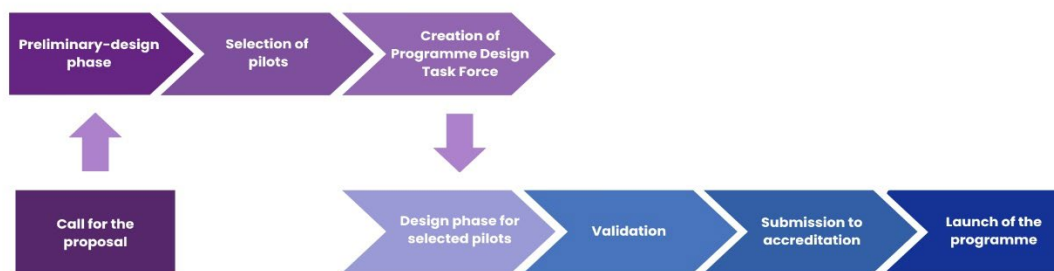 Preliminary-design
phase
Selection of
pilots
Creation of
Programme Design
Task Force
Call for the
proposal
Design phase for
selected pilots
Validation
Submission to
accreditation
Launch of the
programme